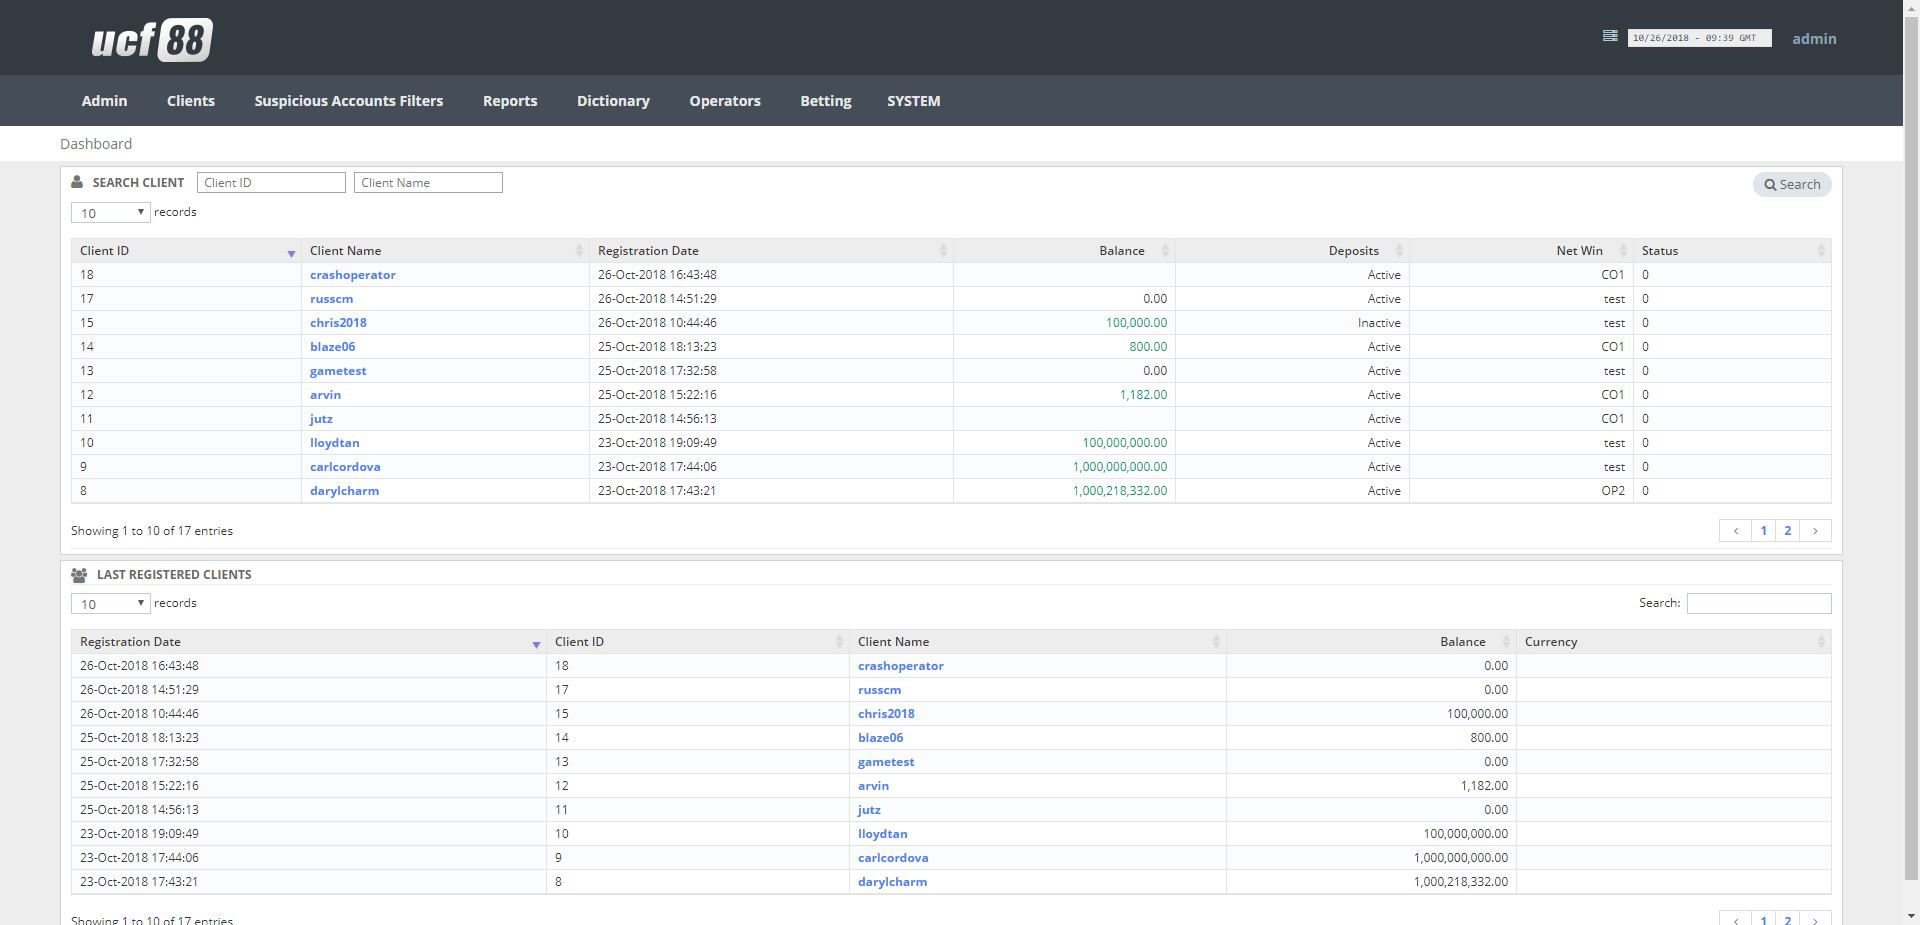 ucf 88
10/26/2018 - 09:39 GMT admin
Admin Clients Suspicious Accounts Filters Reports Dictionary Operators Betting SYSTEM
Dashboard
SEARCH CLIENT Client ID Client Name Search
10 records
Client ID Client Name Registration Date Balance Deposits Net Win Status
18 crashoperator 26-Oct-2018 16:43:48 Active CO1 0
17 russcm 26-Oct-2018 14:51:29 0.00 Active test 0
15 chris2018 26-Oct-2018 10:44:46 100,000.00 Inactive test 0
14 blaze06 25-Oct-2018 18:13:23 800.00 Active CO1 0
13 gametest 25-Oct-2018 17:32:58 0.00 Active test 0
12 arvin 25-Oct-2018 15:22:16 1,182.00 Active CO1 0
11 jutz 25-Oct-2018 14:56:13 Active CO1 0
10 lloydtan 23-Oct-2018 19:09:49 100,000,000.00 Active test 0
9 carlcordova 23-Oct-2018 17:44:06 1,000,000,000.00 Active test 0
8 darylcharm 23-Oct-2018 17:43:21 1,000,218,332.00 Active OP2 0
Showing 1 to 10 of 17 entries ‹ 1 2 ›
LAST REGISTERED CLIENTS
10 records Search:
Registration Date Client ID Client Name Balance Currency
26-Oct-2018 16:43:48 18 crashoperator 0.00
26-Oct-2018 14:51:29 17 russcm 0.00
26-Oct-2018 10:44:46 15 chris2018 100,000.00
25-Oct-2018 18:13:23 14 blaze06 800.00
25-Oct-2018 17:32:58 13 gametest 0.00
25-Oct-2018 15:22:16 12 arvin 1,182.00
25-Oct-2018 14:56:13 11 jutz 0.00
23-Oct-2018 19:09:49 10 lloydtan 100,000,000.00
23-Oct-2018 17:44:06 9 carlcordova 1,000,000,000.00
23-Oct-2018 17:43:21 8 darylcharm 1,000,218,332.00
Showing 1 to 10 of 17 entries ‹ 1 2 ›